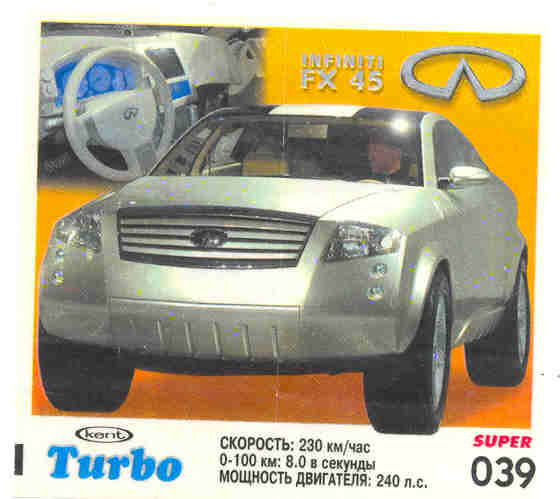 INFINITI
FX 45
kent
Turbo
СКОРОСТЬ: 230 км/час
0-100 км: 8.0 в секунды
МОЩНОСТЬ ДВИГАТЕЛЯ: 240 л.с.
SUPER
039